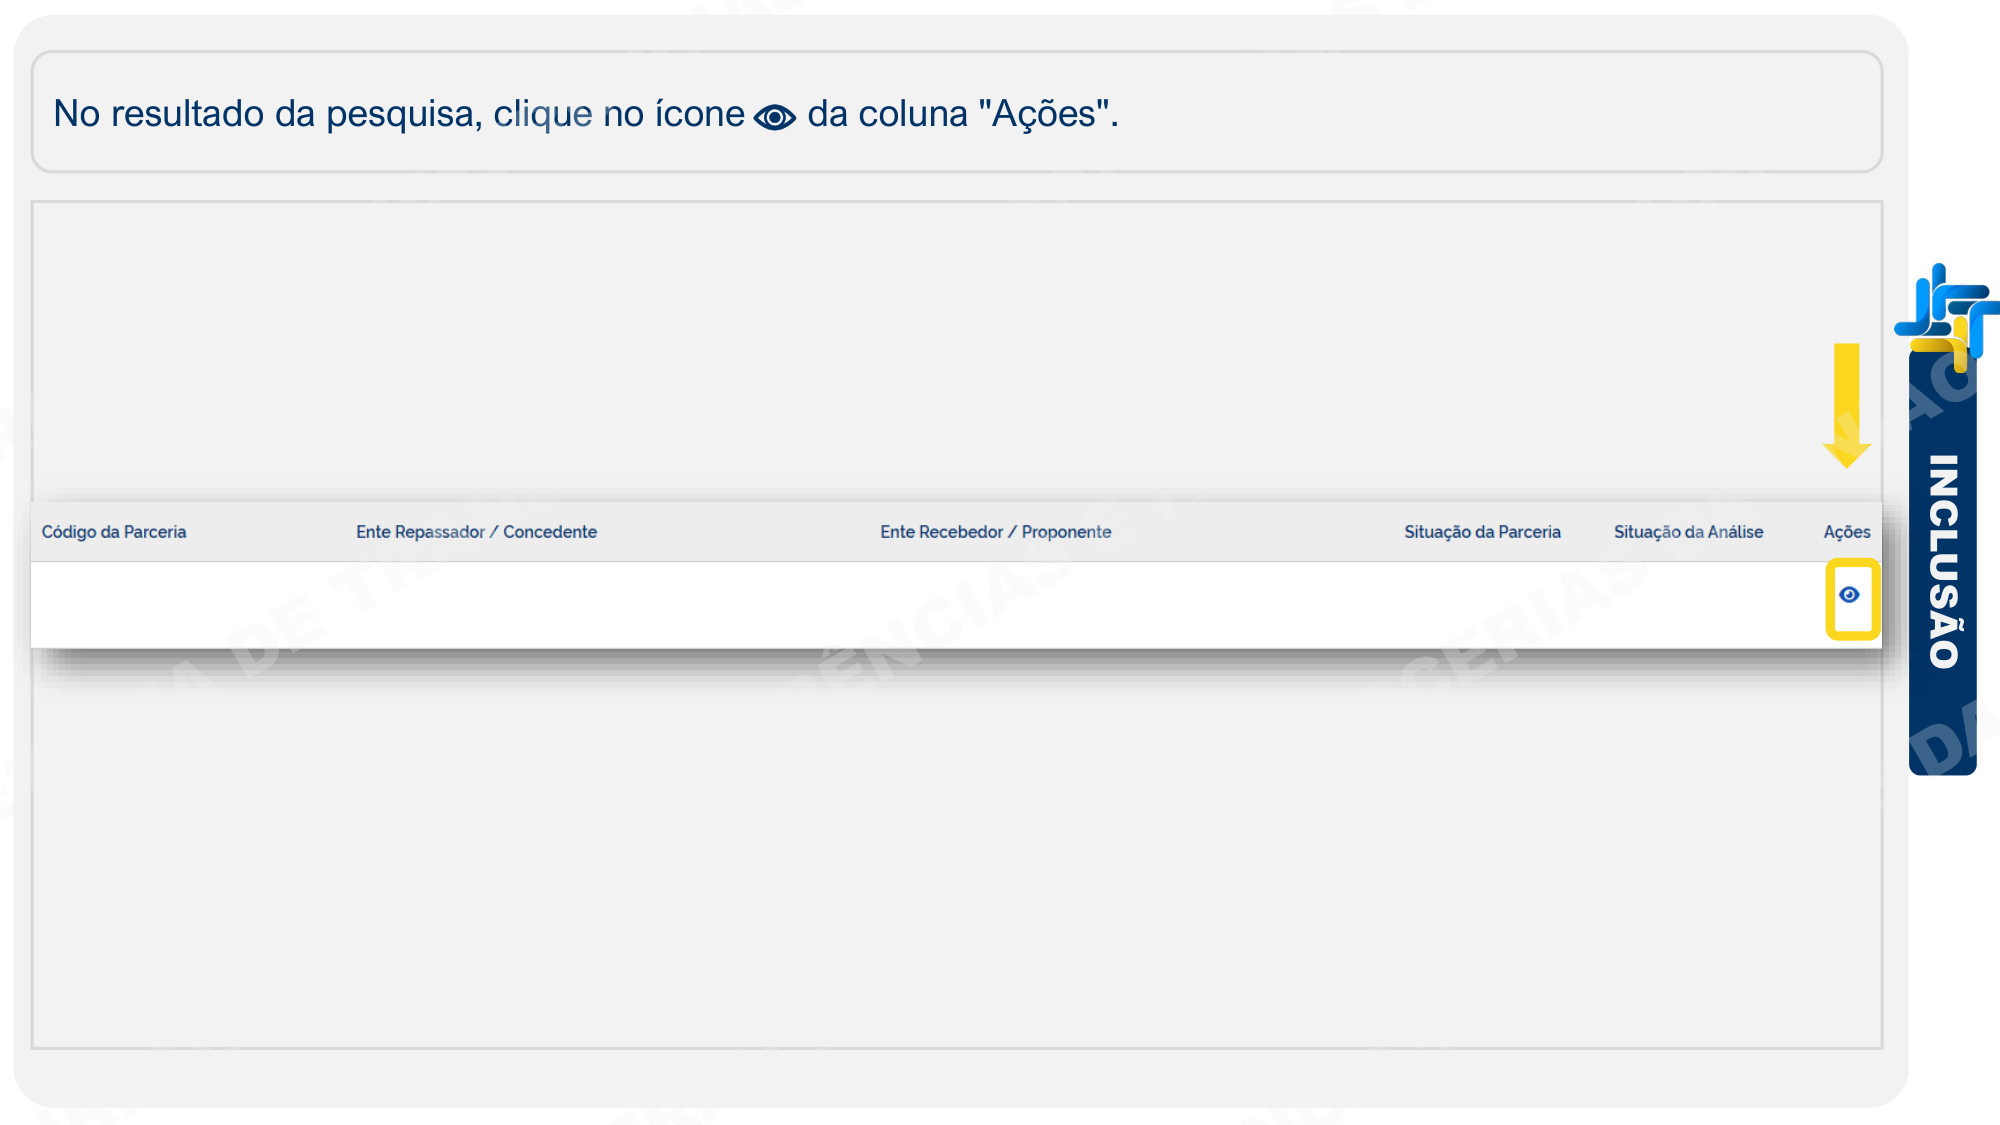 No resultado da pesquisa, clique no ícone da coluna "Ações".
Código da Parceria Ente Repassador / Concedente Ente Recebedor / Proponente Situação da Parceria Situação da Análise Ações
INCLUSÃO